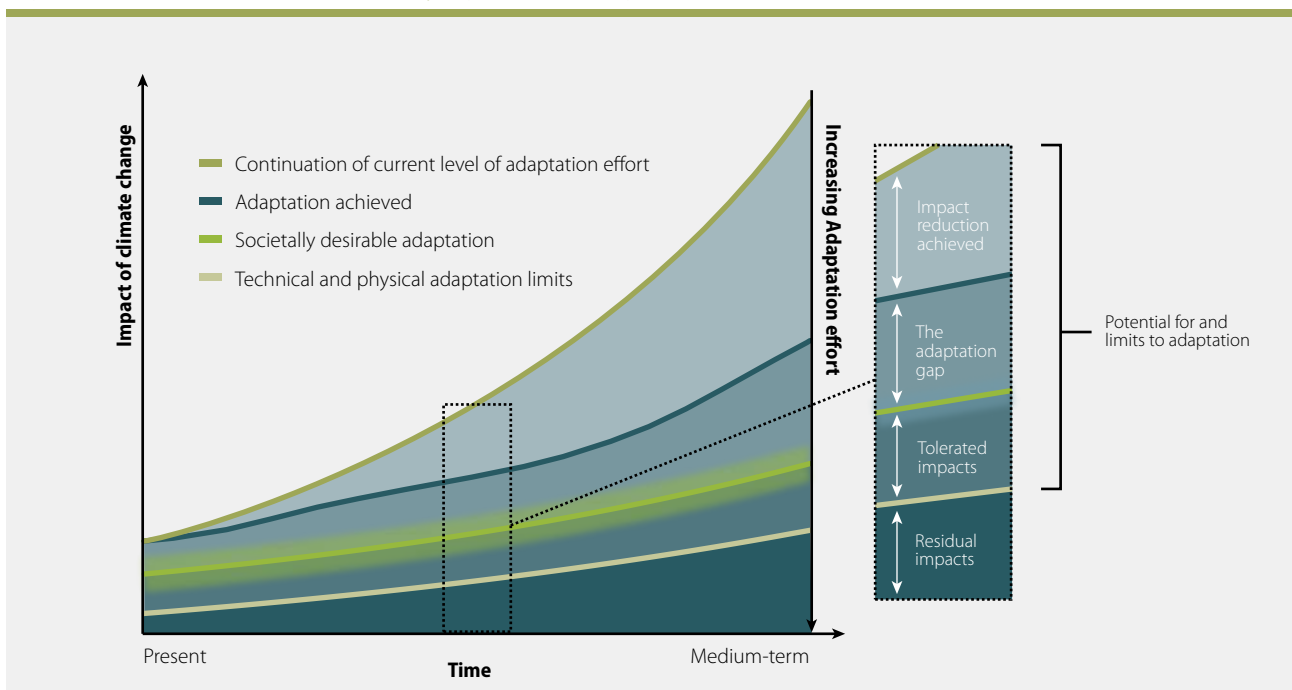 Impact of climate change
Continuation of current level of adaptation effort
Adaptation achieved
Societally desirable adaptation
Technical and physical adaptation limits
Increasing Adaptation effort
Impact
reduction
achieved
The
adaptation
gap
Tolerated
impacts
Residual
impacts
Potential for and
limits to adaptation
Present
Time
Medium-term